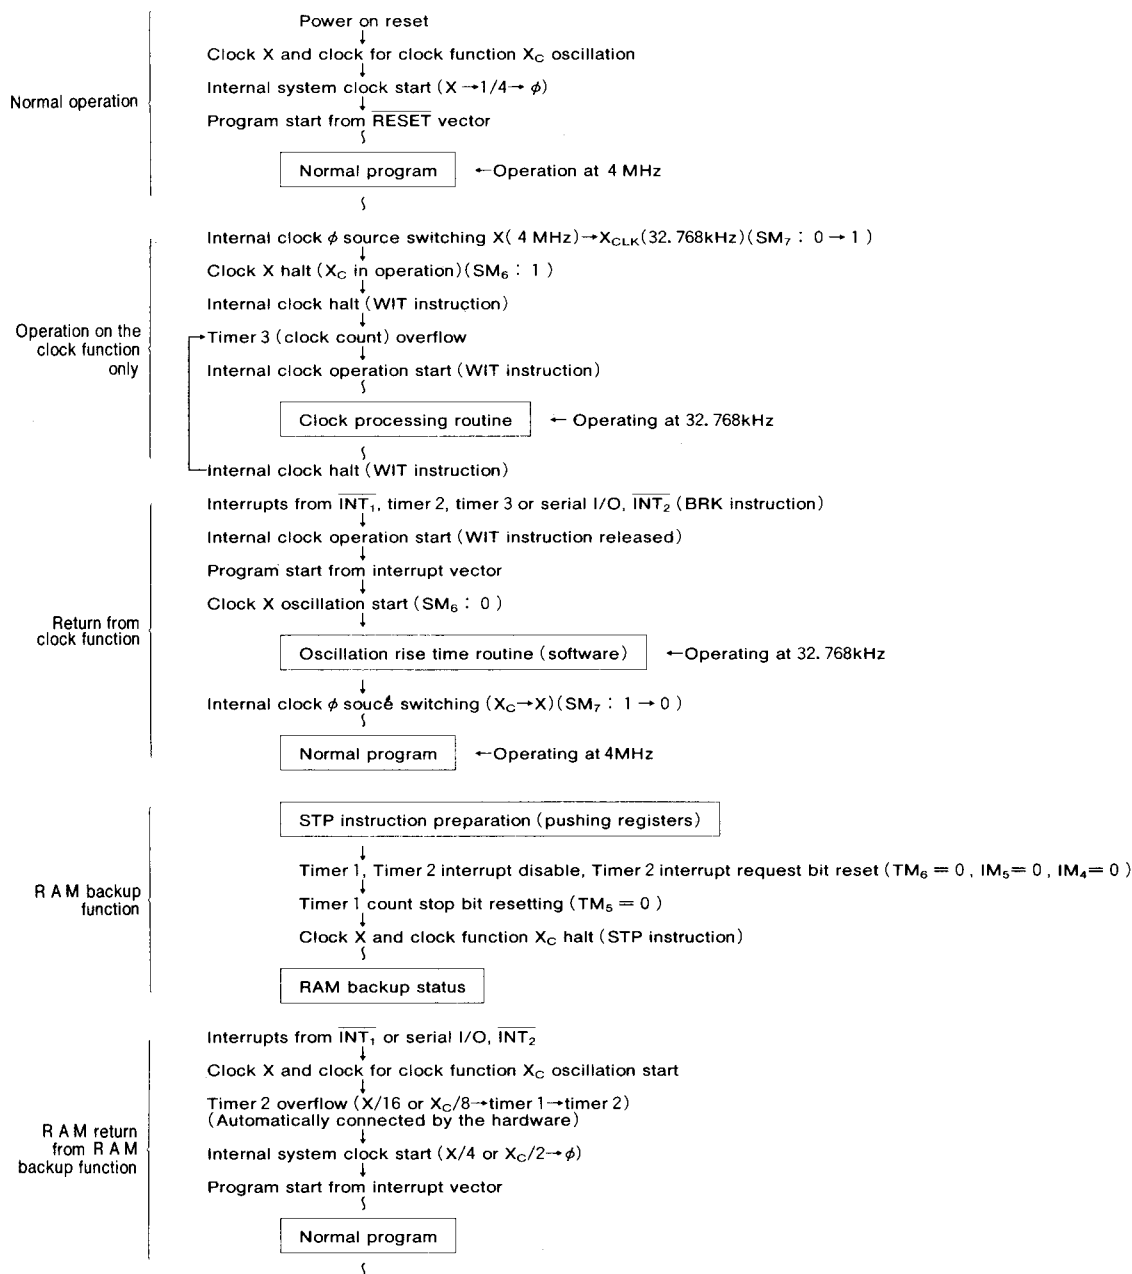 Power on reset
Clock X and clock for clock function X_C oscillation
Internal system clock start (X → 1/4 → φ)
Normal operation
Program start from R̅E̅S̅E̅T̅ vector
Normal program ← Operation at 4 MHz
Internal clock φ source switching X( 4 MHz)→X_CLK(32. 768kHz)(SM₇ : 0 → 1 )
Clock X halt (X_C in operation)(SM₆ : 1 )
Internal clock halt (WIT instruction)
Operation on the
clock function
only
Timer 3 (clock count) overflow
Internal clock operation start (WIT instruction)
Clock processing routine ← Operating at 32. 768kHz
Internal clock halt (WIT instruction)
Interrupts from I̅N̅T̅₁, timer 2, timer 3 or serial I/O, I̅N̅T̅₂ (BRK instruction)
Internal clock operation start (WIT instruction released)
Program start from interrupt vector
Clock X oscillation start (SM₆ : 0 )
Return from
clock function
Oscillation rise time routine (software) ← Operating at 32. 768kHz
Internal clock φ souce switching (X_C→X)(SM₇ : 1 → 0 )
Normal program ← Operating at 4MHz
STP instruction preparation (pushing registers)
Timer 1, Timer 2 interrupt disable, Timer 2 interrupt request bit reset (TM₆ = 0 , IM₅= 0 , IM₄= 0 )
RAM backup
function
Timer 1 count stop bit resetting (TM₅ = 0 )
Clock X and clock function X_C halt (STP instruction)
RAM backup status
Interrupts from I̅N̅T̅₁ or serial I/O, I̅N̅T̅₂
Clock X and clock for clock function X_C oscillation start
Timer 2 overflow (X/16 or X_C/8→timer 1→timer 2)
(Automatically connected by the hardware)
RAM return
from RAM
backup function
Internal system clock start (X/4 or X_C/2→φ)
Program start from interrupt vector
Normal program